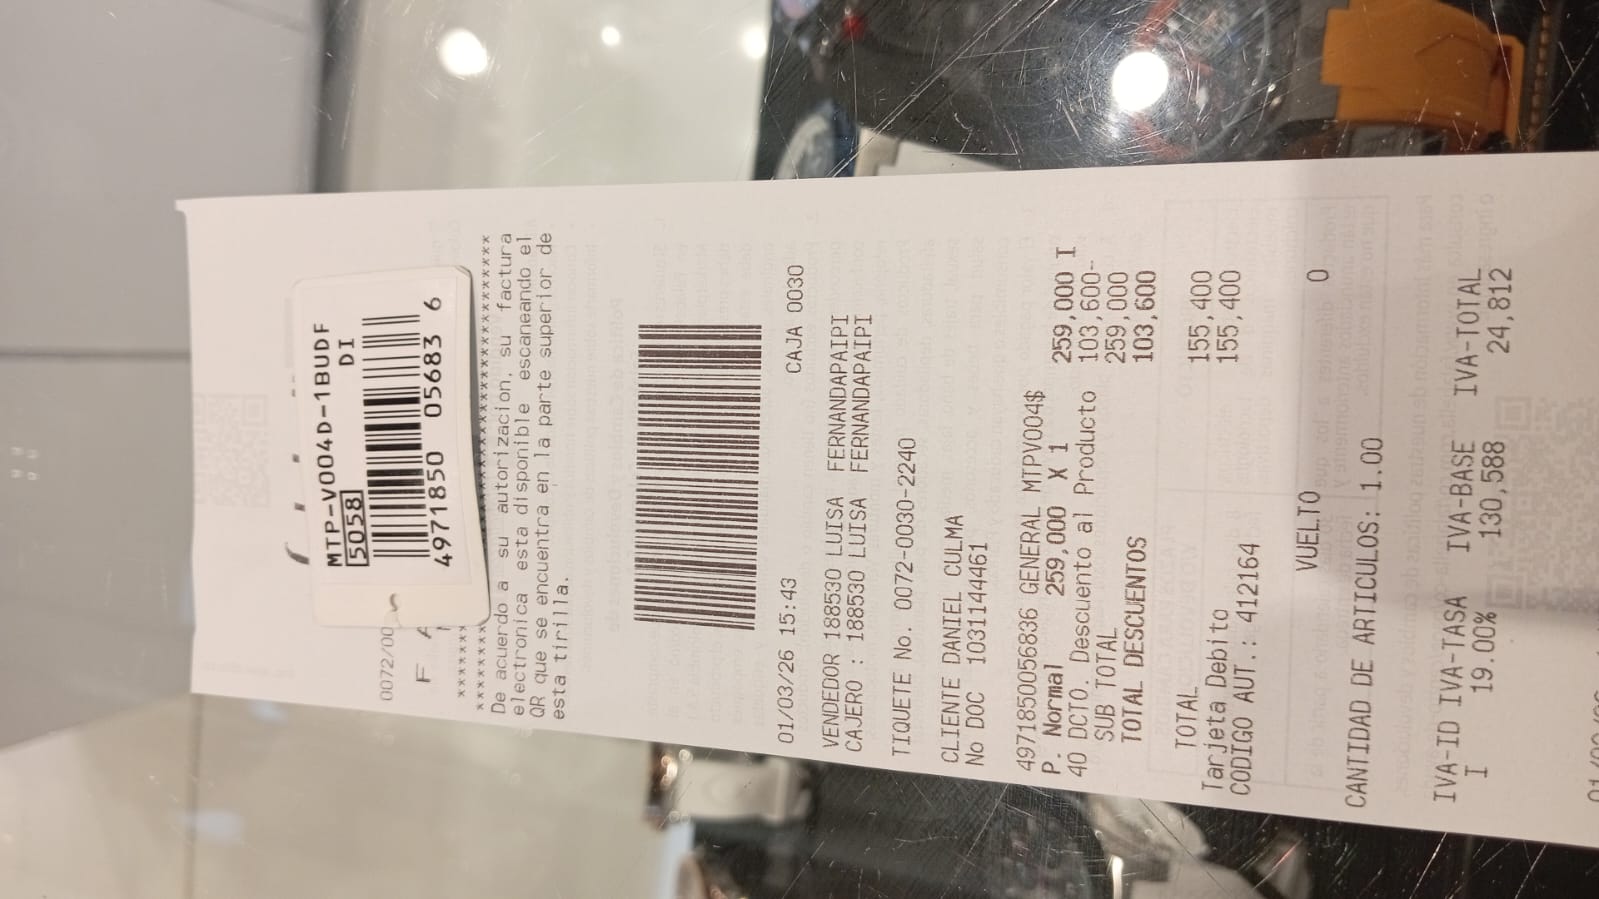 MTP-V004D-1BUDF
5058 DI
4971850 05683 6
0072/00
F A
De acuerdo a su autorizacion, su factura
electronica esta disponible escaneando el
QR que se encuentra en la parte superior de
esta tirilla.
01/03/26 15:43 CAJA 0030
VENDEDOR 188530 LUISA FERNANDAPAIPI
CAJERO : 188530 LUISA FERNANDAPAIPI
TIQUETE No. 0072-0030-2240
CLIENTE DANIEL CULMA
No DOC 1031144461
4971850056836 GENERAL MTPV004$
P. Normal 259,000 X 1 259,000 I
40 DCTO. Descuento al Producto 103,600-
SUB TOTAL 259,000
TOTAL DESCUENTOS 103,600
TOTAL 155,400
Tarjeta Debito 155,400
CODIGO AUT.: 412164
VUELTO 0
CANTIDAD DE ARTICULOS: 1.00
IVA-ID IVA-TASA IVA-BASE IVA-TOTAL
I 19.00% 130,588 24,812